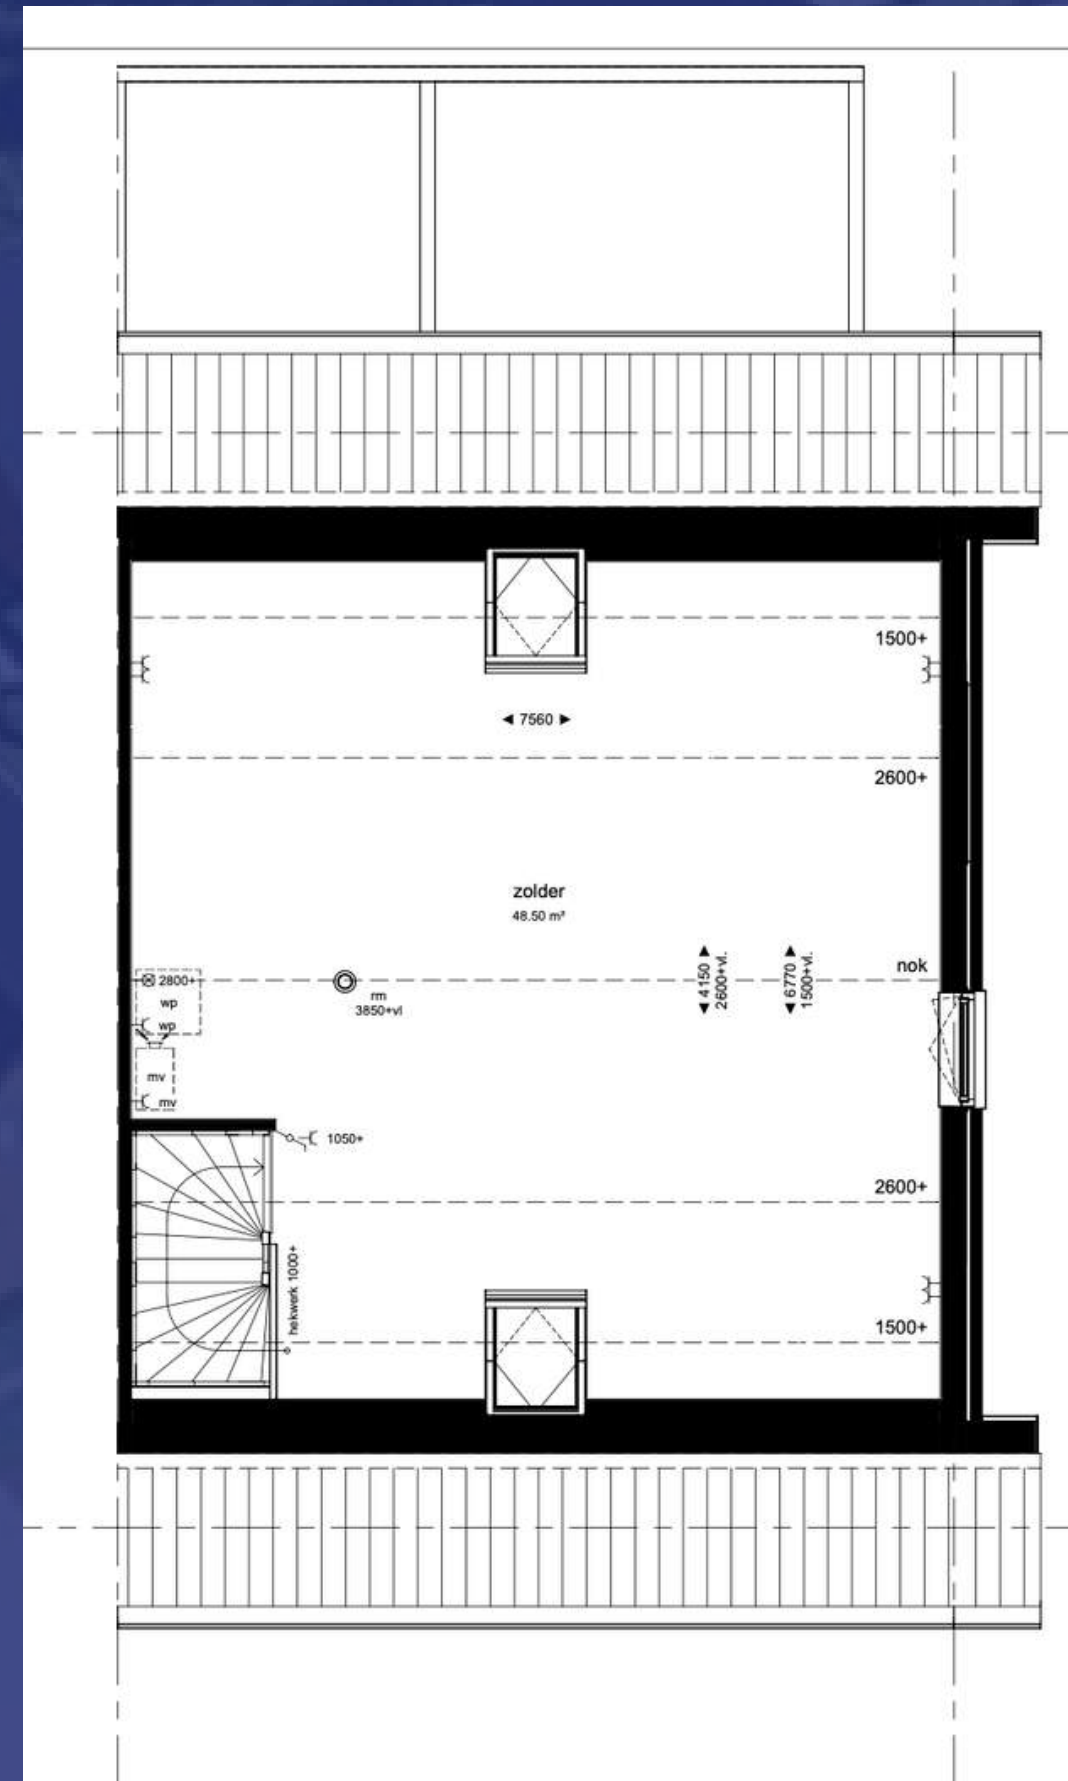 1500+
◄ 7560 ►
2600+
zolder
48.50 m²
◄ 4150 ►
2600+vl.
◄ 6770 ►
1500+vl.
nok
2800+
wp
wp
rm
3850+vl
mv
mv
1050+
2600+
hekwerk 1000+
1500+